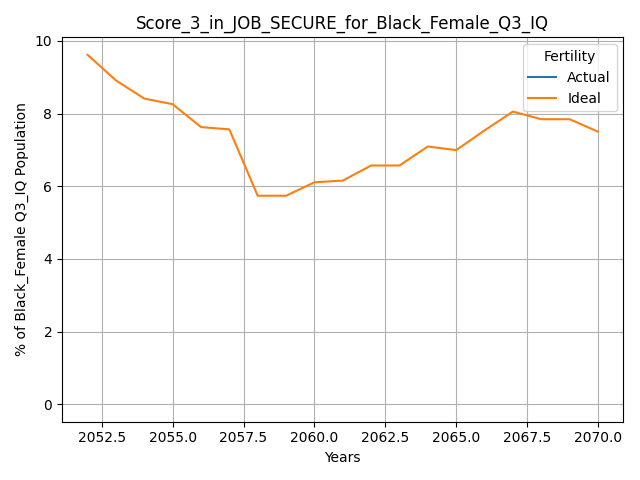 Score_3_in_JOB_SECURE_for_Black_Female_Q3_IQ
Fertility
Actual
Ideal
% of Black_Female Q3_IQ Population
10
8
6
4
2
0
2052.5 2055.0 2057.5 2060.0 2062.5 2065.0 2067.5 2070.0
Years